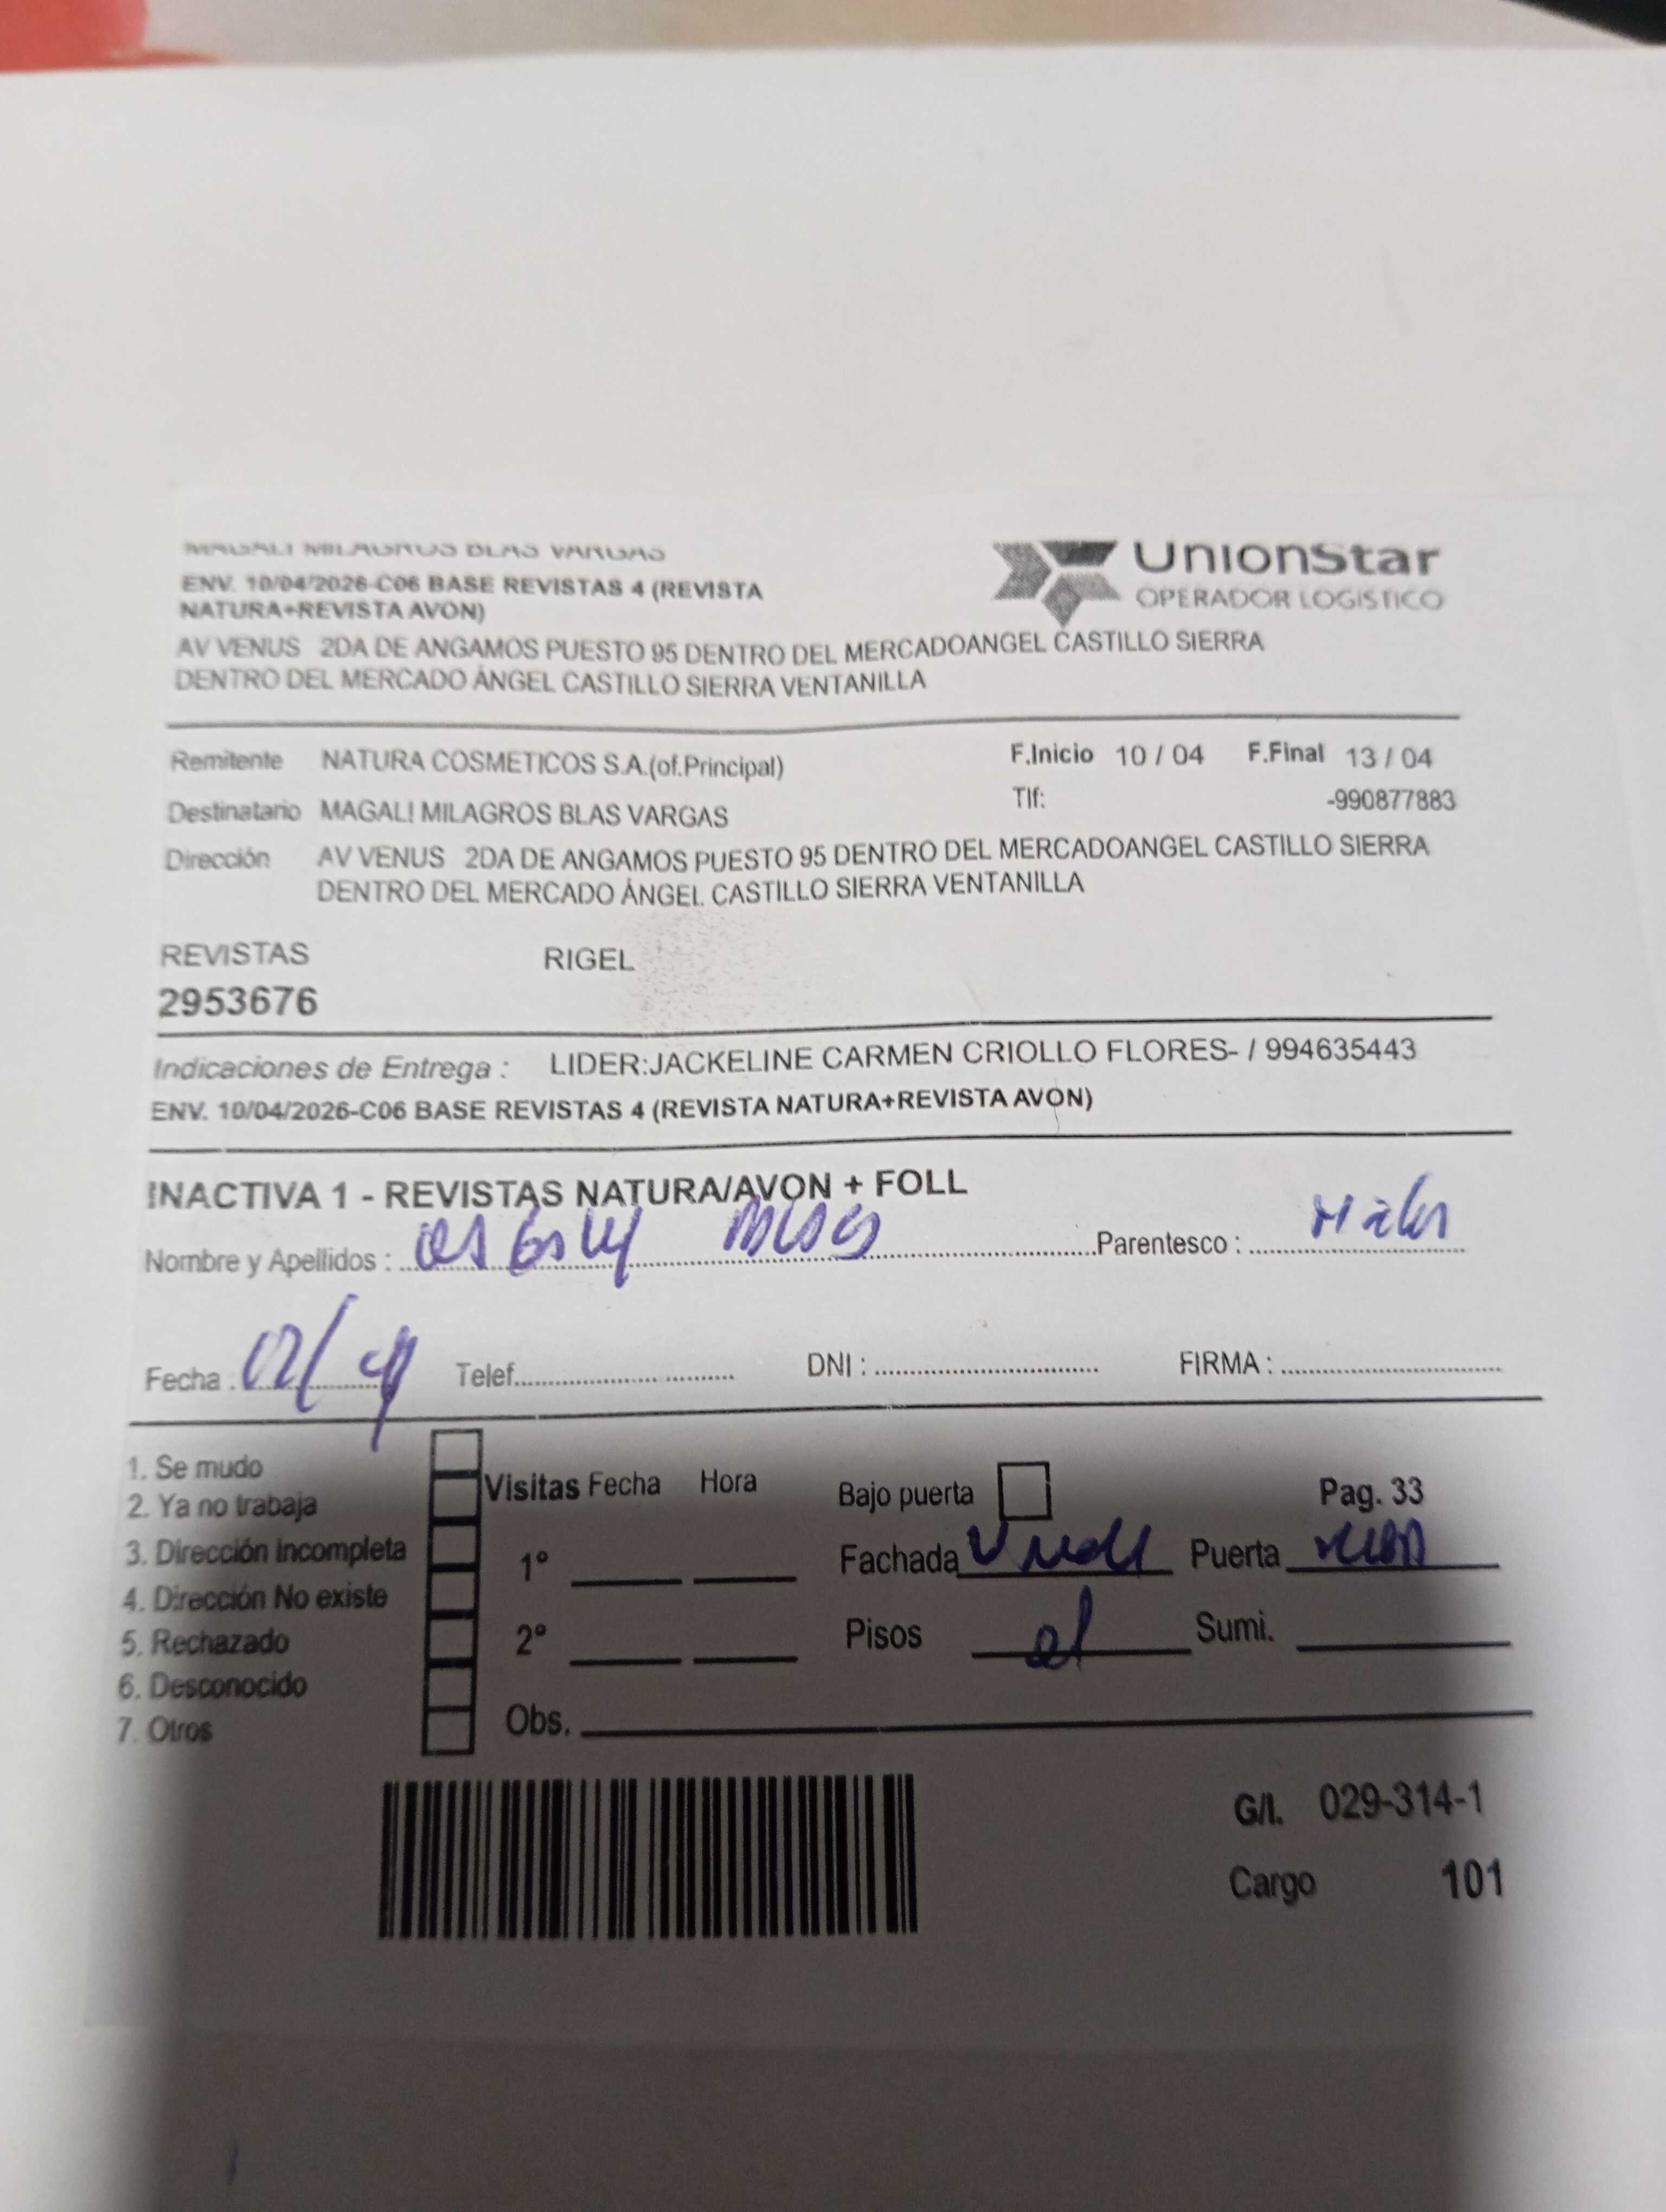 MAGALI MILAGROS BLAS VARGAS
UnionStar
OPERADOR LOGISTICO
ENV. 10/04/2026-C06 BASE REVISTAS 4 (REVISTA
NATURA+REVISTA AVON)
AV VENUS 2DA DE ANGAMOS PUESTO 95 DENTRO DEL MERCADOANGEL CASTILLO SIERRA
DENTRO DEL MERCADO ÁNGEL CASTILLO SIERRA VENTANILLA
Remitente NATURA COSMETICOS S.A.(of.Principal) F.Inicio 10 / 04 F.Final 13 / 04
Destinatario MAGALI MILAGROS BLAS VARGAS Tlf: -990877883
Dirección AV VENUS 2DA DE ANGAMOS PUESTO 95 DENTRO DEL MERCADOANGEL CASTILLO SIERRA
DENTRO DEL MERCADO ÁNGEL CASTILLO SIERRA VENTANILLA
REVISTAS RIGEL
2953676
Indicaciones de Entrega : LIDER:JACKELINE CARMEN CRIOLLO FLORES- / 994635443
ENV. 10/04/2026-C06 BASE REVISTAS 4 (REVISTA NATURA+REVISTA AVON)
INACTIVA 1 - REVISTAS NATURA/AVON + FOLL
Nombre y Apellidos : Parentesco :
Fecha : Telef. DNI : FIRMA :
1. Se mudo
2. Ya no trabaja
3. Dirección incompleta
4. Dirección No existe
5. Rechazado
6. Desconocido
7. Otros
Visitas Fecha Hora Bajo puerta Pag. 33
1° Fachada Puerta
2° Pisos Sumi.
Obs.
G/I. 029-314-1
Cargo 101